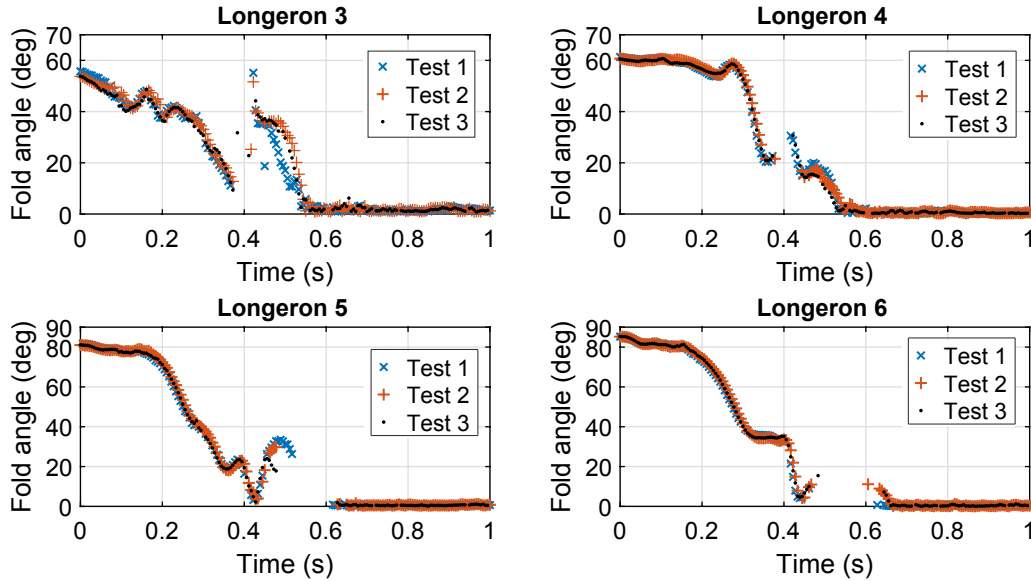 Longeron 3
Fold angle (deg)
70
60
40
20
0
0
0.2
0.4
0.6
0.8
1
Time (s)
Test 1
Test 2
Test 3
Longeron 4
Fold angle (deg)
70
60
40
20
0
0
0.2
0.4
0.6
0.8
1
Time (s)
Test 1
Test 2
Test 3
Longeron 5
Fold angle (deg)
90
80
60
40
20
0
0
0.2
0.4
0.6
0.8
1
Time (s)
Test 1
Test 2
Test 3
Longeron 6
Fold angle (deg)
90
80
60
40
20
0
0
0.2
0.4
0.6
0.8
1
Time (s)
Test 1
Test 2
Test 3